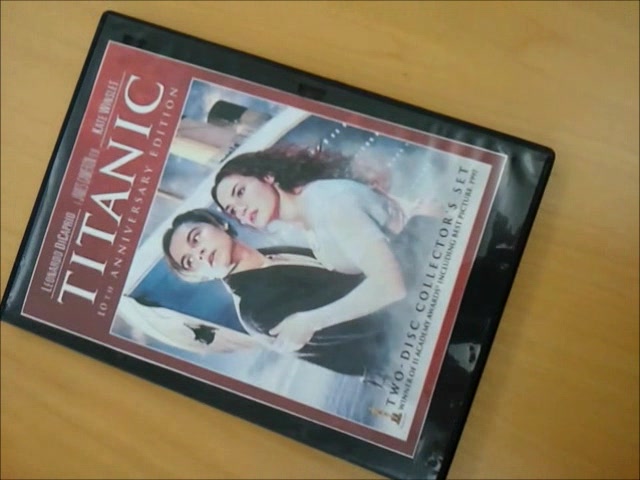 LEONARDO DICAPRIO KATE WINSLET
TITANIC
10TH ANNIVERSARY EDITION
TWO-DISC COLLECTOR'S SET
WINNER OF 11 ACADEMY AWARDS INCLUDING BEST PICTURE 1997